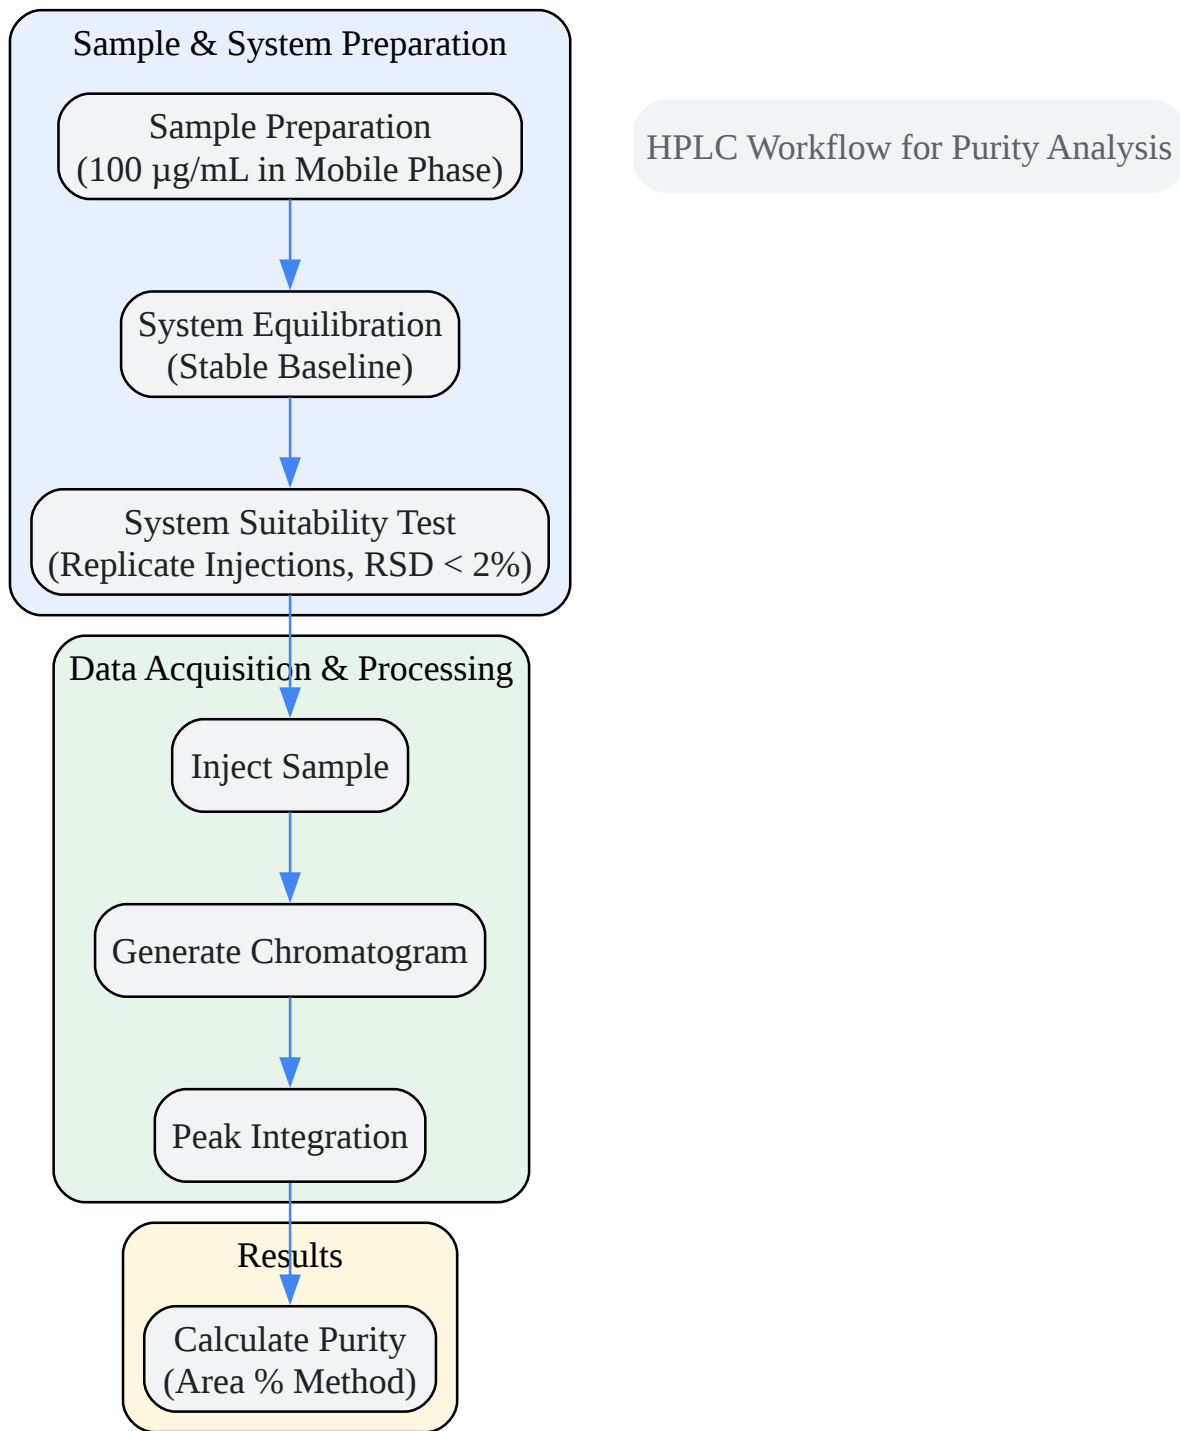 Sample & System Preparation
Sample Preparation
(100 µg/mL in Mobile Phase)
HPLC Workflow for Purity Analysis
System Equilibration
(Stable Baseline)
System Suitability Test
(Replicate Injections, RSD < 2%)
Data Acquisition & Processing
Inject Sample
Generate Chromatogram
Peak Integration
Results
Calculate Purity
(Area % Method)